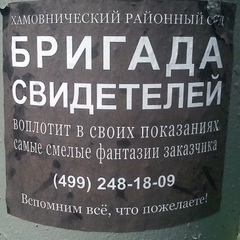 ХАМОВНИЧЕСКИЙ РАЙОННЫЙ СУД
БРИГАДА
СВИДЕТЕЛЕЙ
воплотит в своих показаниях
самые смелые фантазии заказчика
(499) 248-18-09
Вспомним всё, что пожелаете!